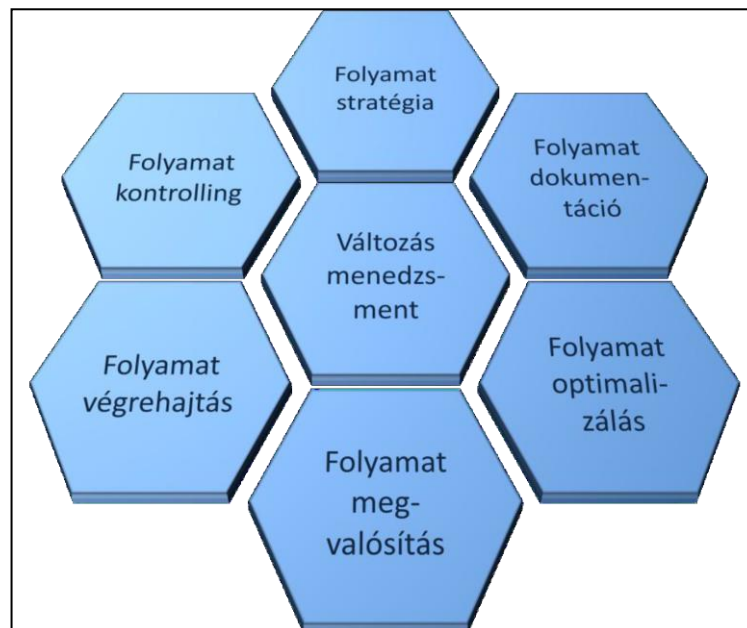 Folyamat
stratégia
Folyamat
kontrolling
Folyamat
dokumen-
táció
Változás
menedzs-
ment
Folyamat
végrehajtás
Folyamat
optimali-
zálás
Folyamat
meg-
valósítás